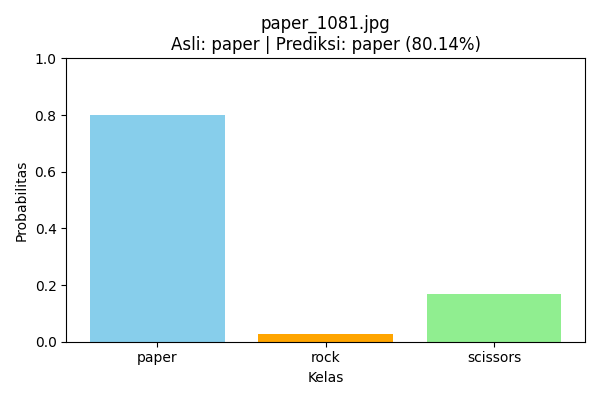 paper_1081.jpg
Asli: paper | Prediksi: paper (80.14%)
1.0
0.8
0.6
0.4
0.2
0.0
Probabilitas
paper rock scissors
Kelas